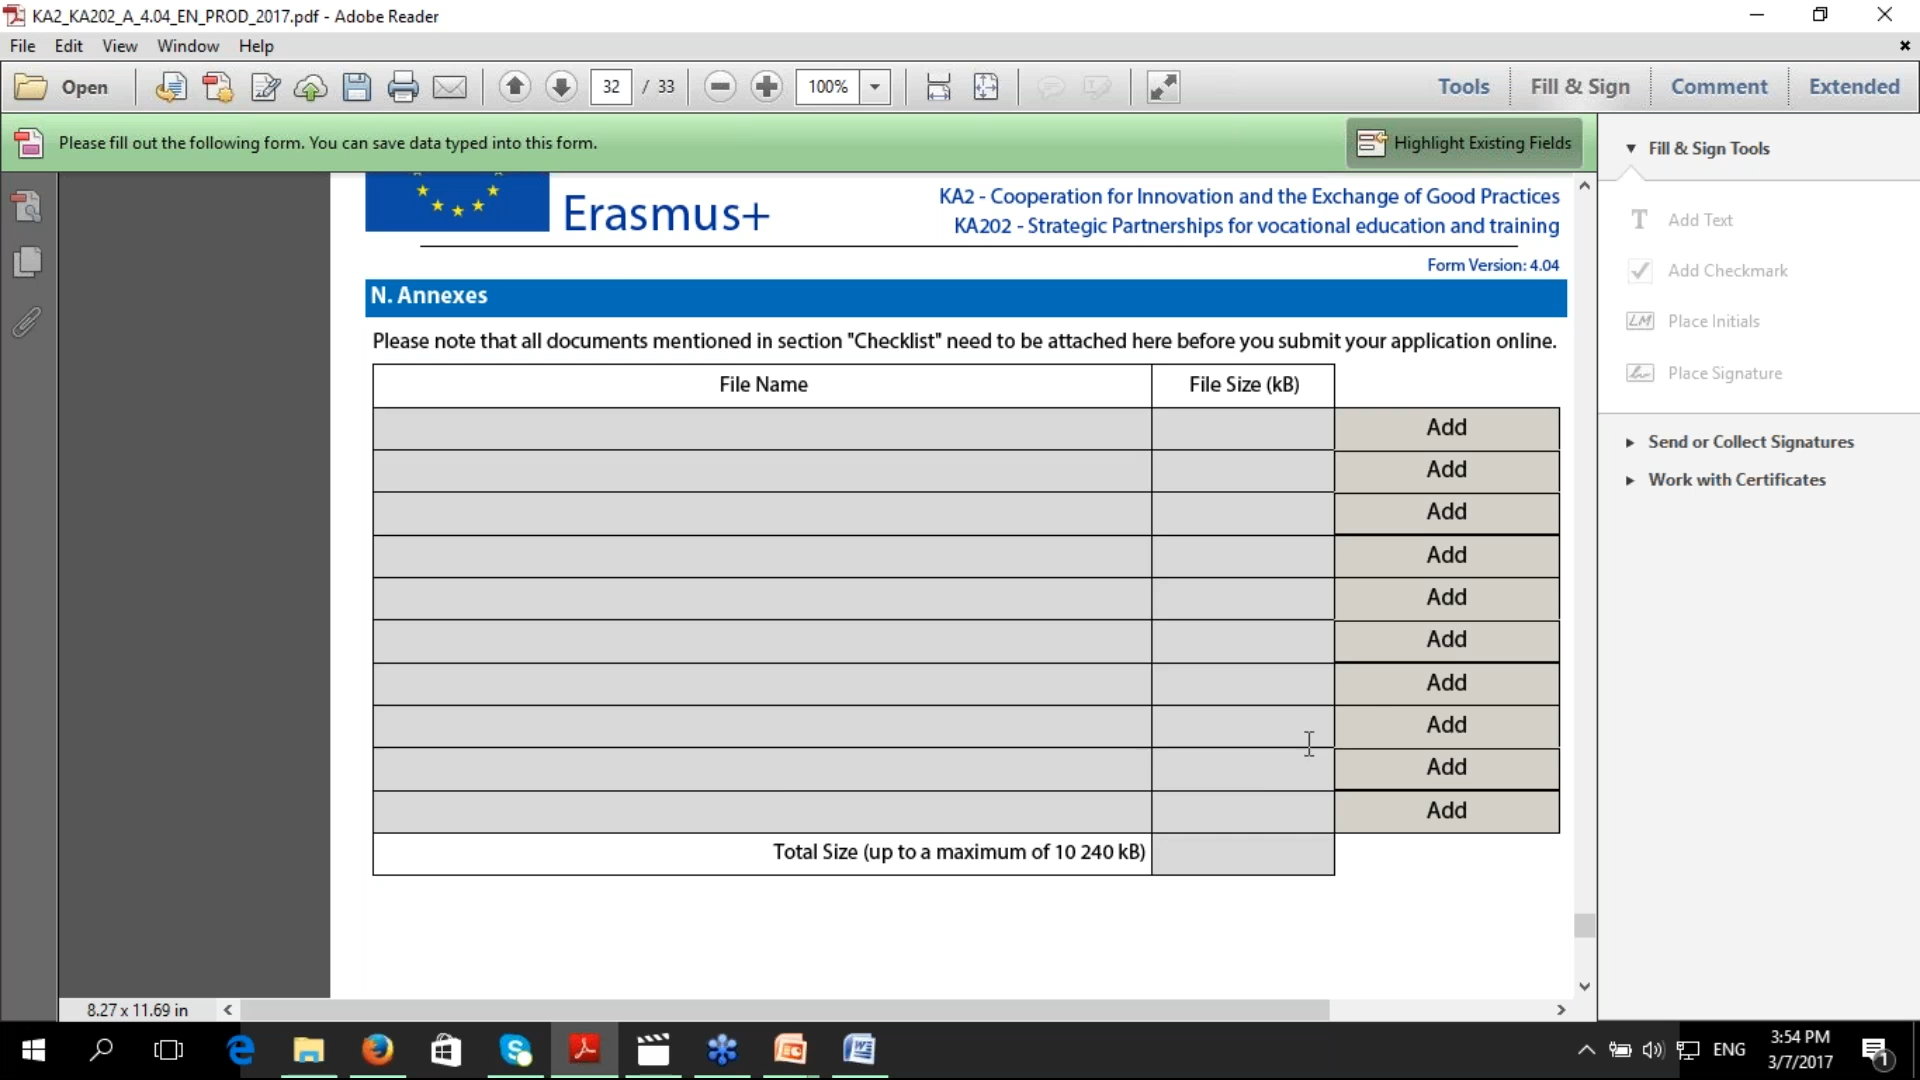 KA2_KA202_A_4.04_EN_PROD_2017.pdf - Adobe Reader
File Edit View Window Help
Open 32 / 33 100% Tools Fill & Sign Comment Extended
Please fill out the following form. You can save data typed into this form. Highlight Existing Fields
Fill & Sign Tools
Add Text
Add Checkmark
Place Initials
Place Signature
Send or Collect Signatures
Work with Certificates
Erasmus+
KA2 - Cooperation for Innovation and the Exchange of Good Practices
KA202 - Strategic Partnerships for vocational education and training
Form Version: 4.04
N. Annexes
Please note that all documents mentioned in section "Checklist" need to be attached here before you submit your application online.
File Name File Size (kB)
Add
Add
Add
Add
Add
Add
Add
Add
Add
Add
Total Size (up to a maximum of 10 240 kB)
8.27 x 11.69 in
ENG
3:54 PM
3/7/2017
1